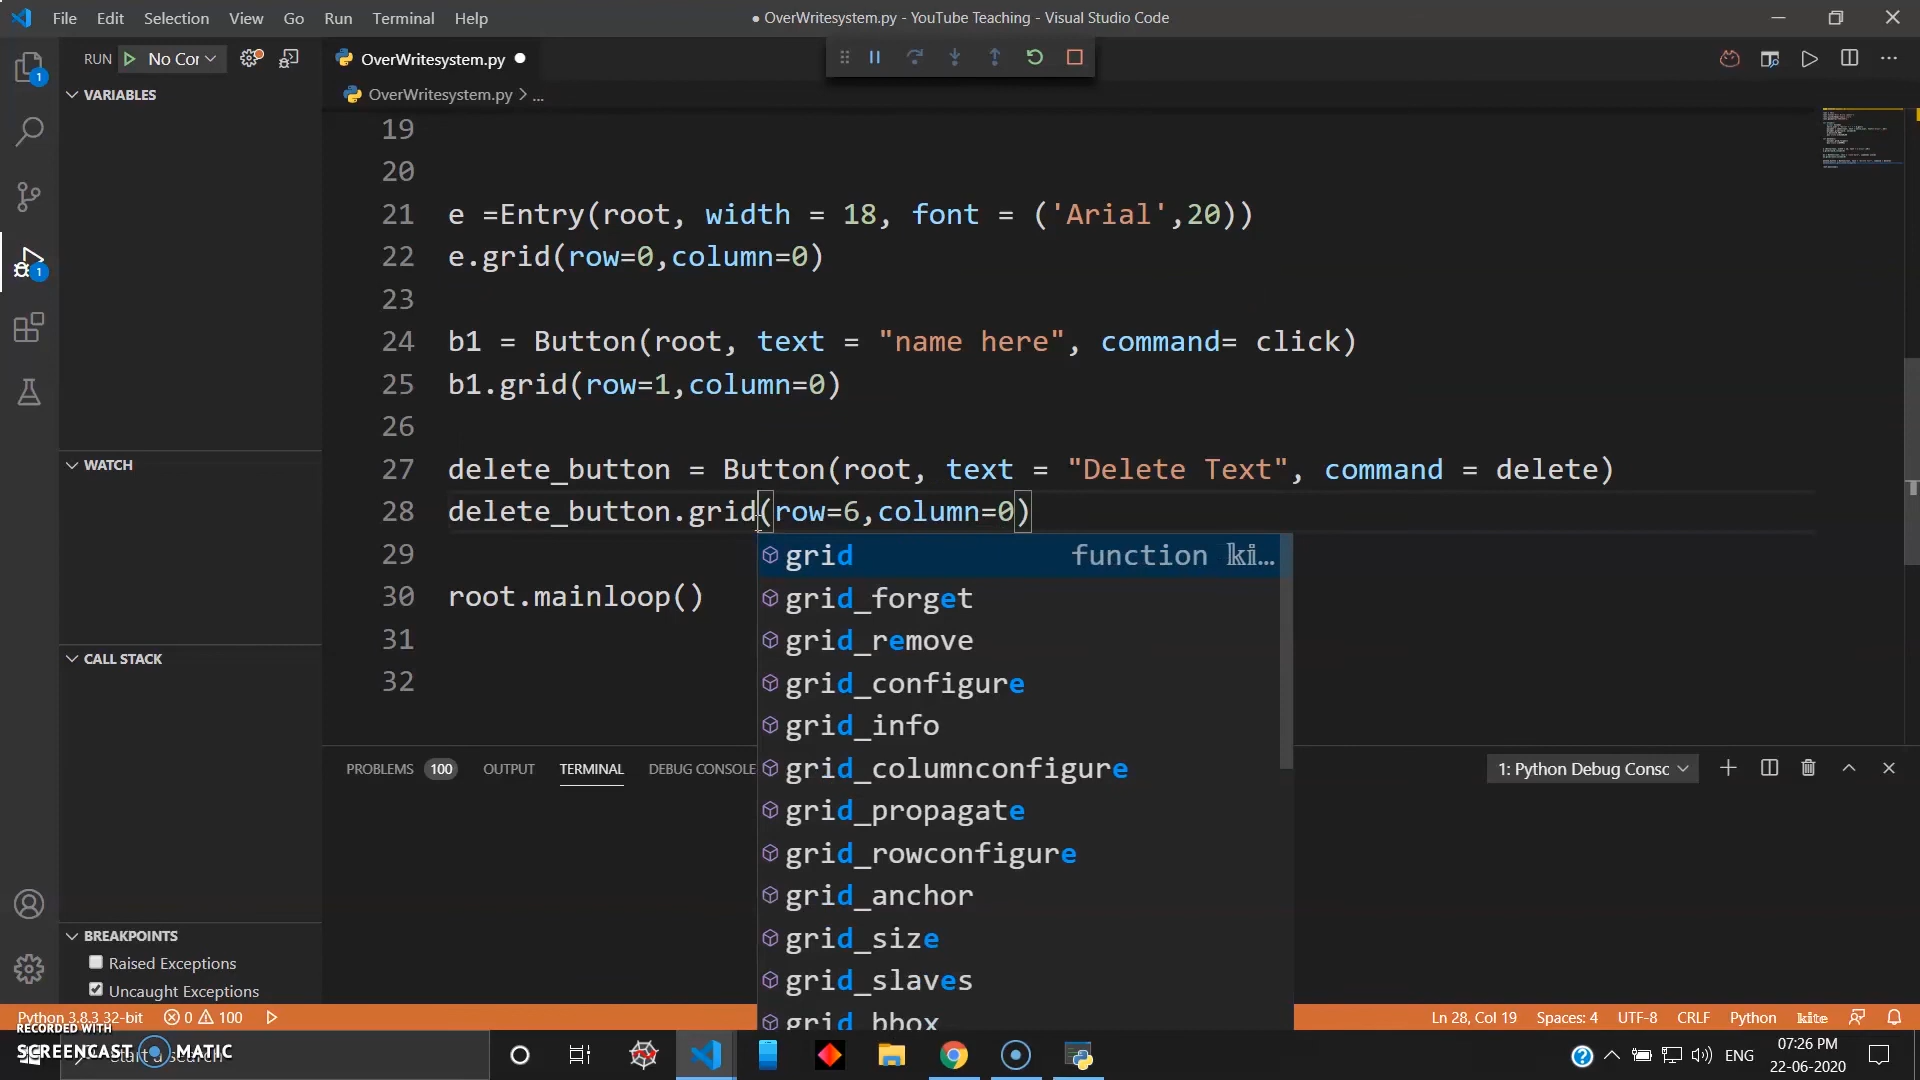 File Edit Selection View Go Run Terminal Help
● OverWritesystem.py - YouTube Teaching - Visual Studio Code
RUN No Cor
OverWritesystem.py
OverWritesystem.py > ...
VARIABLES
WATCH
CALL STACK
BREAKPOINTS
Raised Exceptions
Uncaught Exceptions
1
1
19
20
21 e =Entry(root, width = 18, font = ('Arial',20))
22 e.grid(row=0,column=0)
23
24 b1 = Button(root, text = "name here", command= click)
25 b1.grid(row=1,column=0)
26
27 delete_button = Button(root, text = "Delete Text", command = delete)
28 delete_button.grid(row=6,column=0)
29
30 root.mainloop()
31
32
grid function ki...
grid_forget
grid_remove
grid_configure
grid_info
grid_columnconfigure
grid_propagate
grid_rowconfigure
grid_anchor
grid_size
grid_slaves
grid_bbox
PROBLEMS 100 OUTPUT TERMINAL DEBUG CONSOLE
1: Python Debug Consc
Python 3.8.3 32-bit 0 100
Ln 28, Col 19 Spaces: 4 UTF-8 CRLF Python kite
RECORDED WITH
SCREENCAST MATIC
ENG
07:26 PM
22-06-2020